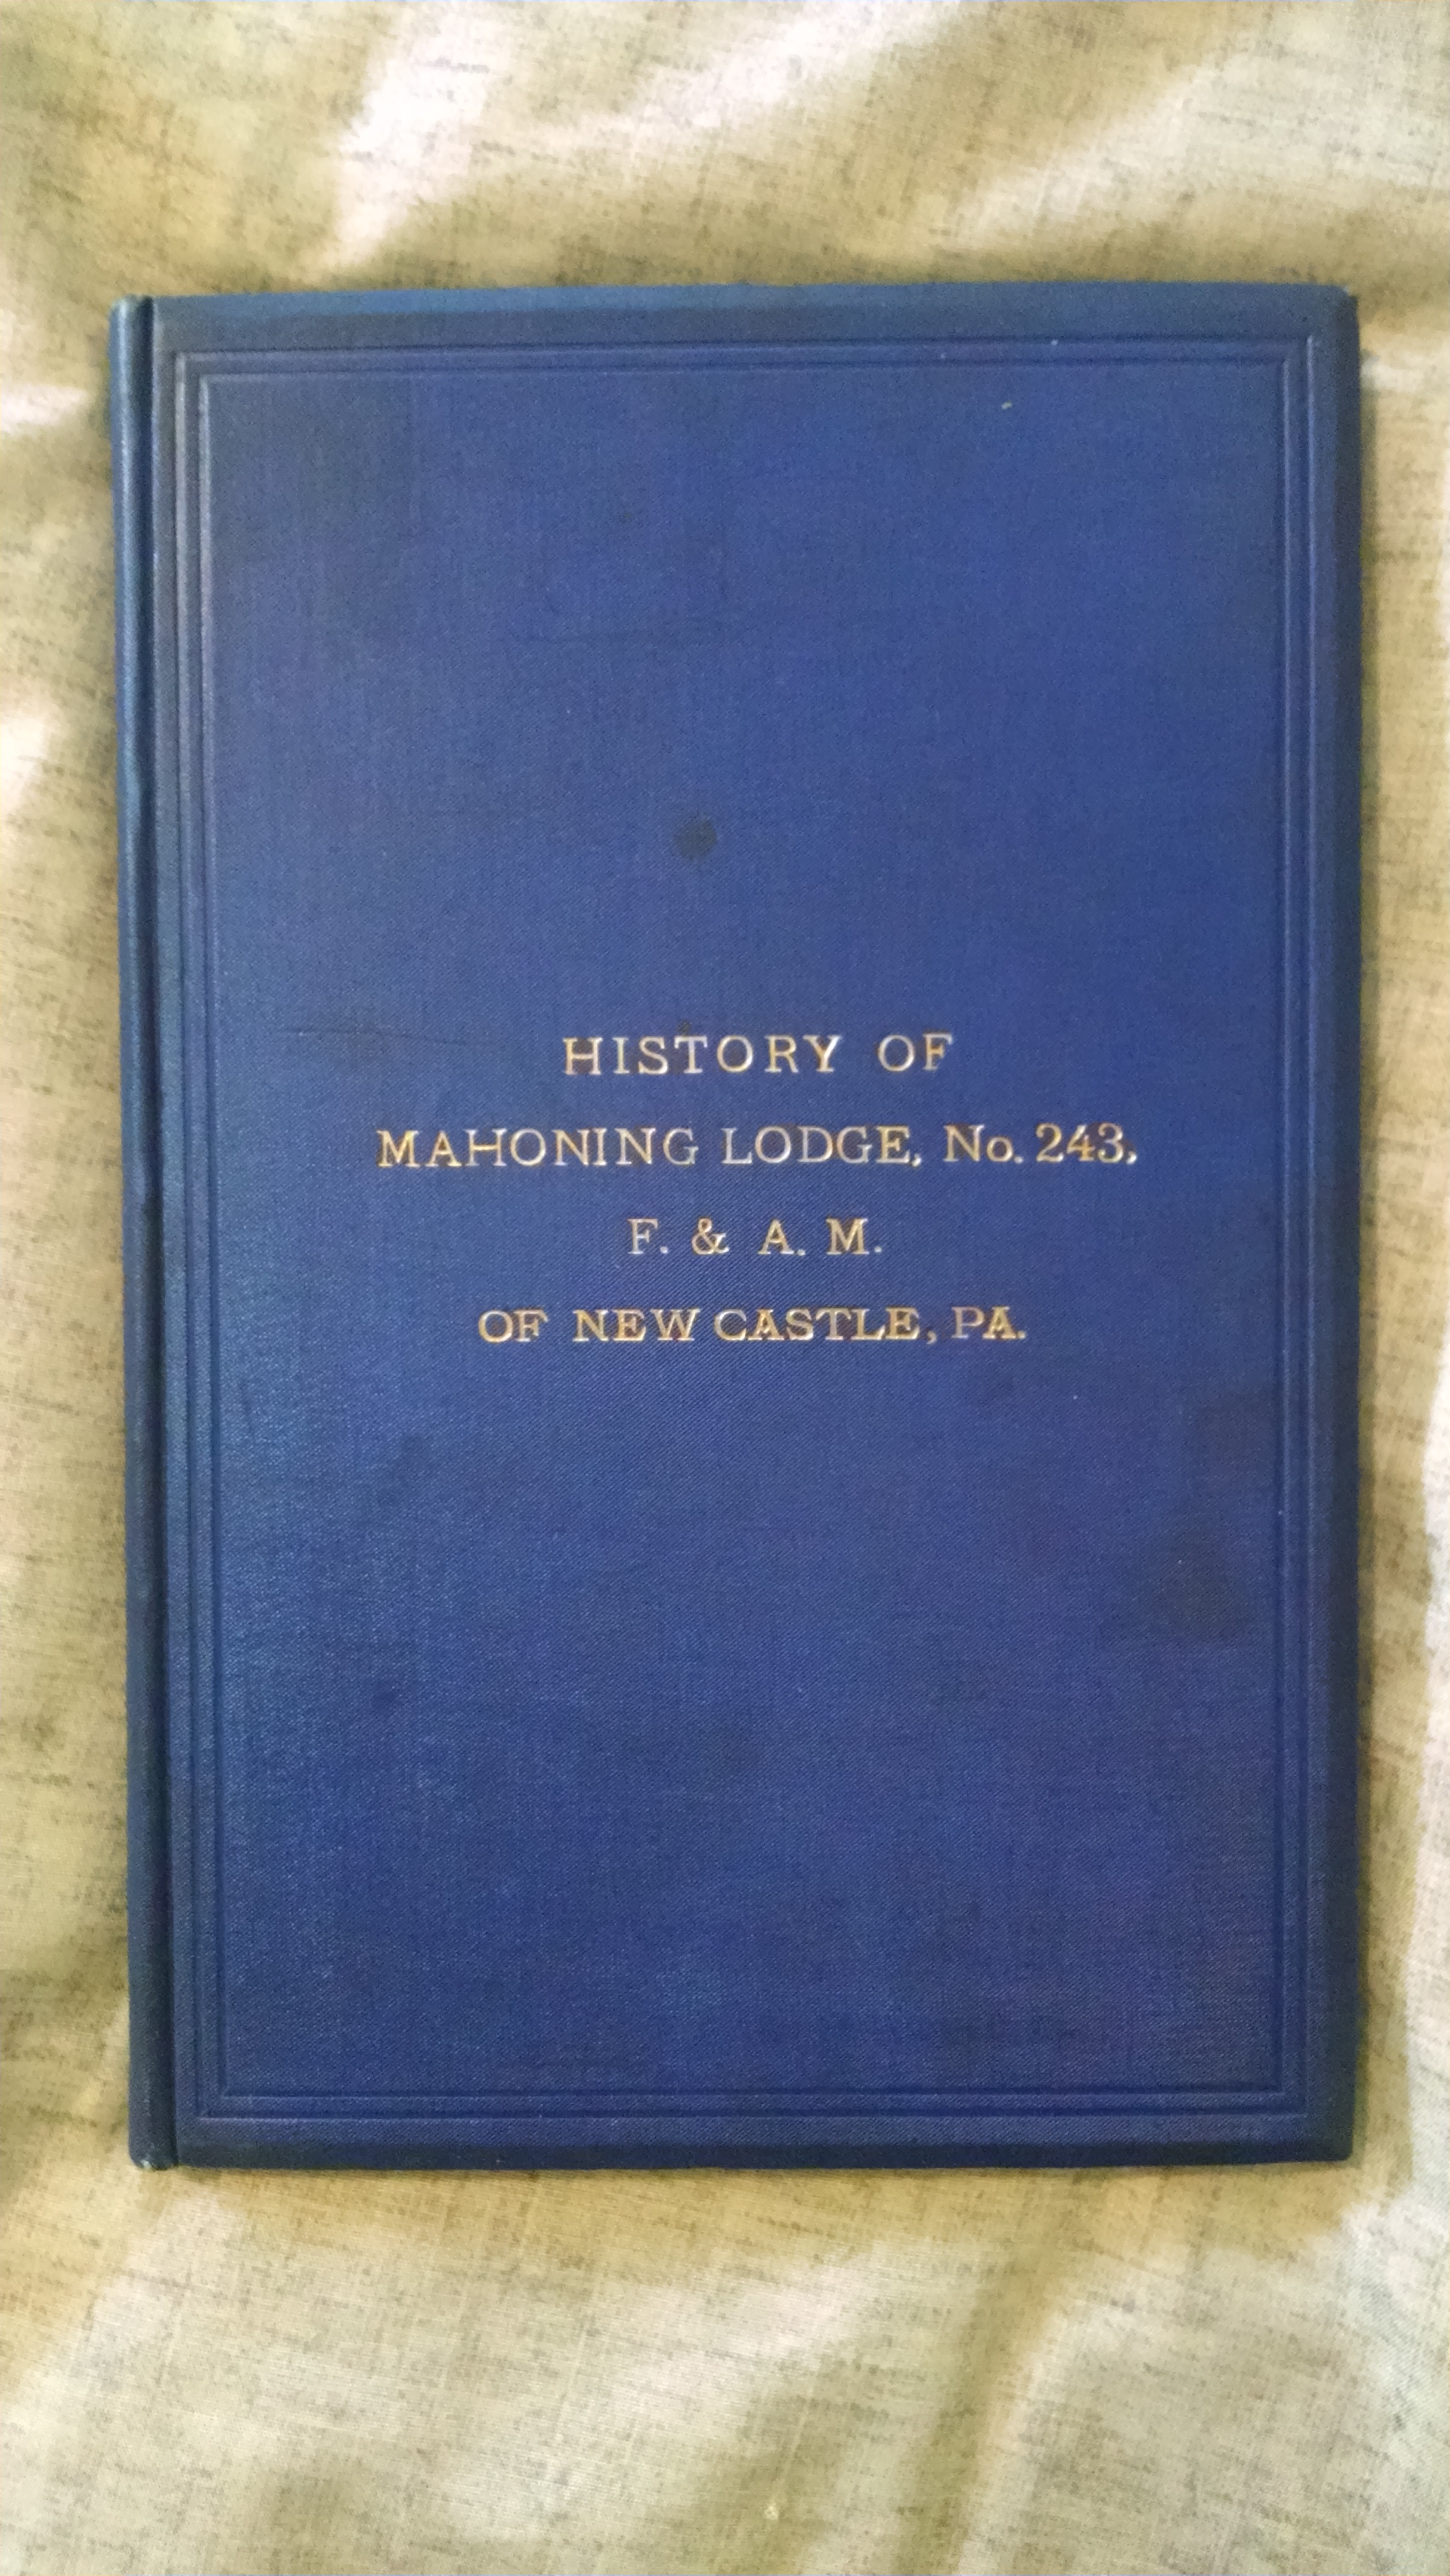 HISTORY OF
MAHONING LODGE, No. 243,
F. & A. M.
OF NEW CASTLE, PA.